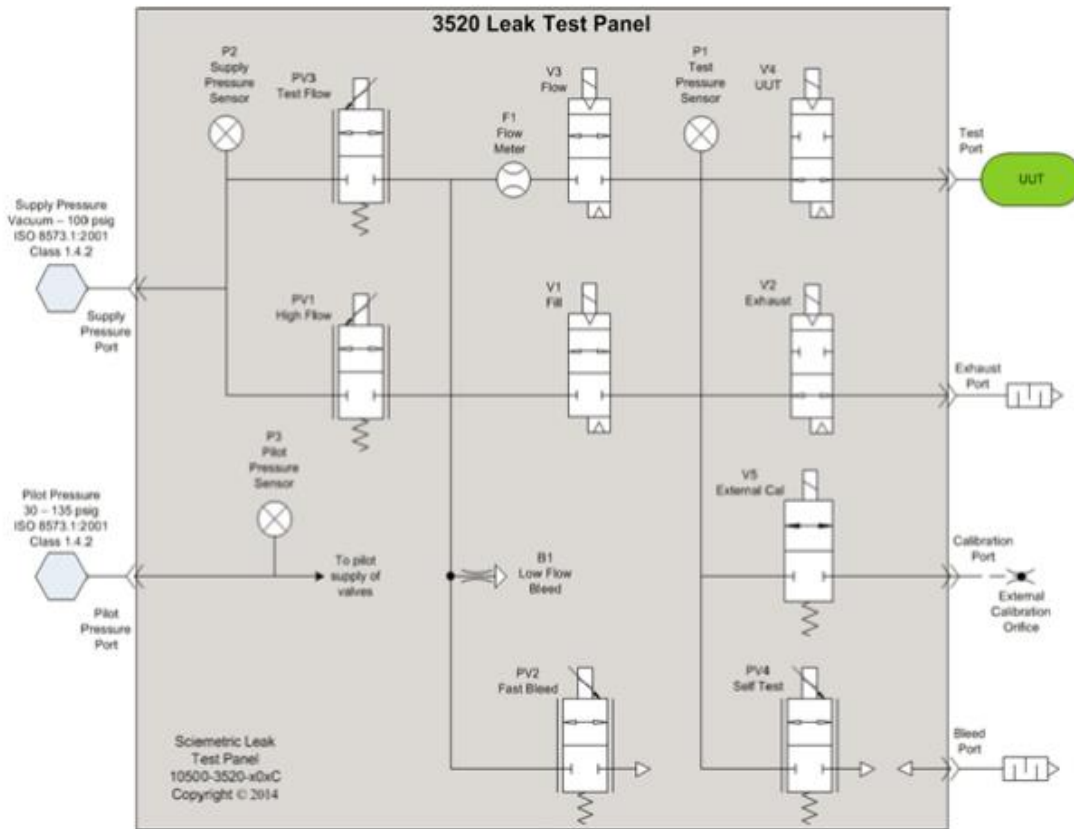 3520 Leak Test Panel
P2
Supply
Pressure
Sensor
PV3
Test Flow
F1
Flow
Meter
V3
Flow
P1
Test
Pressure
Sensor
V4
UUT
Test
Port
UUT
Supply Pressure
Vacuum – 100 psig
ISO 8573.1:2001
Class 1.4.2
Supply
Pressure
Port
PV1
High Flow
V1
Fill
V2
Exhaust
Exhaust
Port
P3
Pilot
Pressure
Sensor
Pilot Pressure
30 – 135 psig
ISO 8573.1:2001
Class 1.4.2
Pilot
Pressure
Port
To pilot
supply of
valves
B1
Low Flow
Bleed
V5
External Cal
Calibration
Port
External
Calibration
Orifice
PV2
Fast Bleed
PV4
Self Test
Bleed
Port
Sciemetric Leak
Test Panel
10500-3520-x0xC
Copyright © 2014